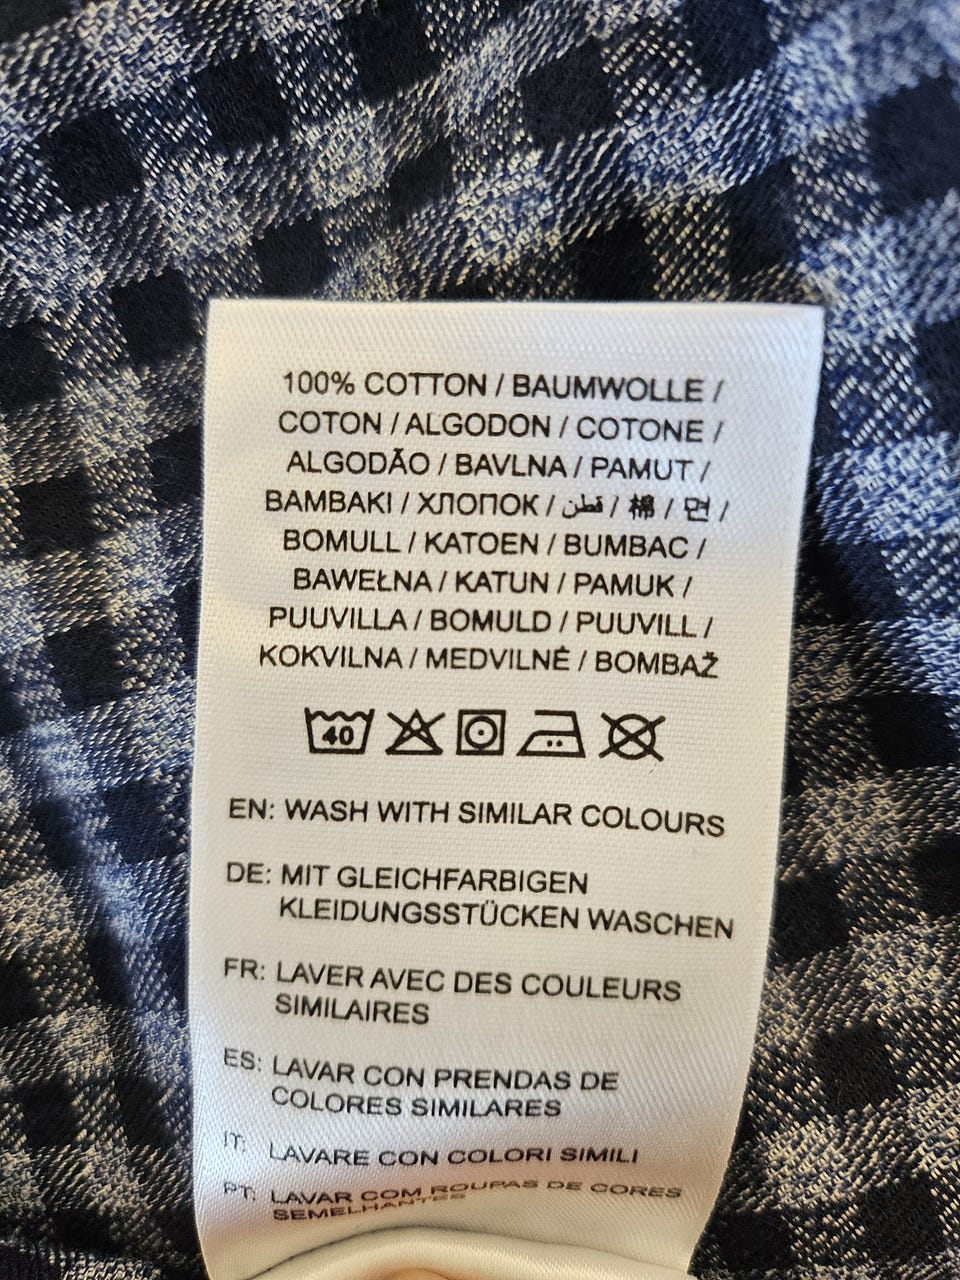 100% COTTON / BAUMWOLLE /
COTON / ALGODON / COTONE /
ALGODÃO / BAVLNA / PAMUT /
BAMBAKI / ХЛОПОК / قطن / 棉 / 면 /
BOMULL / KATOEN / BUMBAC /
BAWEŁNA / KATUN / PAMUK /
PUUVILLA / BOMULD / PUUVILL /
KOKVILNA / MEDVILNĖ / BOMBAŽ
40
EN: WASH WITH SIMILAR COLOURS
DE: MIT GLEICHFARBIGEN
KLEIDUNGSSTÜCKEN WASCHEN
FR: LAVER AVEC DES COULEURS
SIMILAIRES
ES: LAVAR CON PRENDAS DE
COLORES SIMILARES
IT: LAVARE CON COLORI SIMILI
PT: LAVAR COM ROUPAS DE CORES
SEMELHANTES